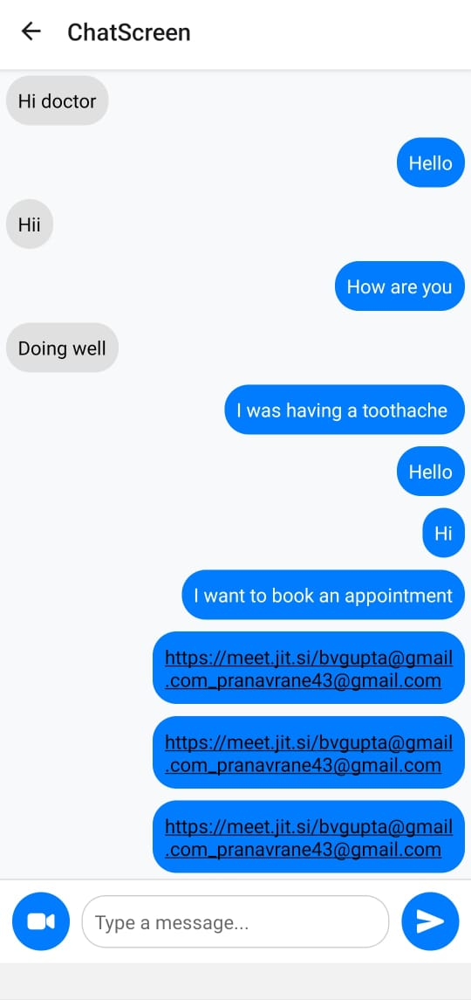 ChatScreen
Hi doctor
Hello
Hii
How are you
Doing well
I was having a toothache
Hello
Hi
I want to book an appointment
https://meet.jit.si/bvgupta@gmail
.com_pranavrane43@gmail.com
https://meet.jit.si/bvgupta@gmail
.com_pranavrane43@gmail.com
https://meet.jit.si/bvgupta@gmail
.com_pranavrane43@gmail.com
Type a message...